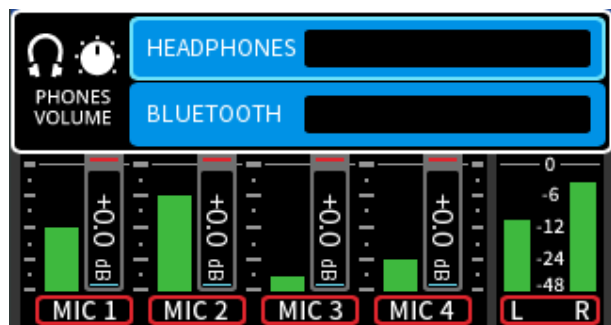 HEADPHONES
PHONES
VOLUME
BLUETOOTH
+0.0 dB
+0.0 dB
+0.0 dB
+0.0 dB
0
-6
-12
-24
-48
MIC 1
MIC 2
MIC 3
MIC 4
L
R